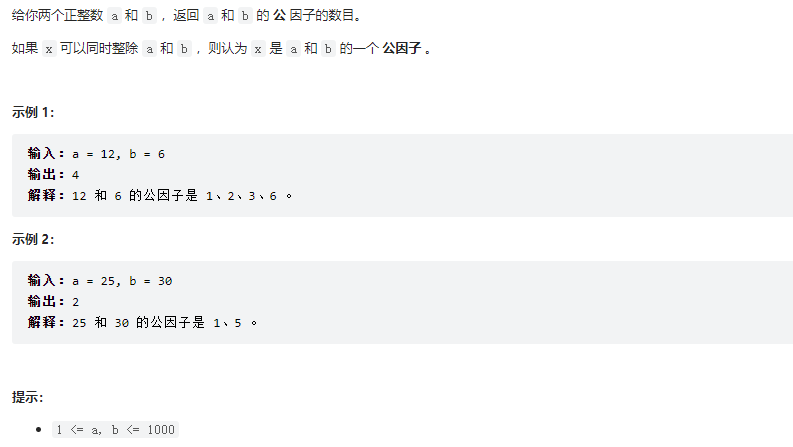 给你两个正整数 a 和 b ，返回 a 和 b 的 公 因子的数目。
如果 x 可以同时整除 a 和 b ，则认为 x 是 a 和 b 的一个 公因子 。
示例 1：
输入：a = 12, b = 6
输出：4
解释：12 和 6 的公因子是 1、2、3、6 。
示例 2：
输入：a = 25, b = 30
输出：2
解释：25 和 30 的公因子是 1、5 。
提示：
• 1 <= a, b <= 1000